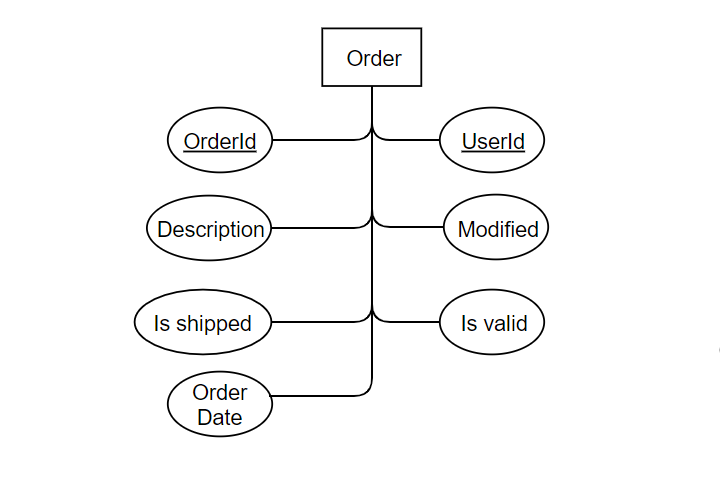 Order
OrderId
UserId
Description
Modified
Is shipped
Is valid
Order
Date